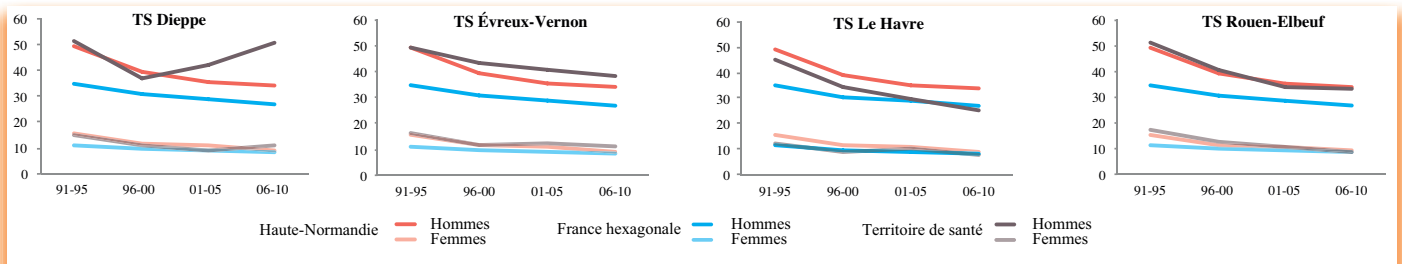 TS Dieppe
60
50
40
30
20
10
0
91-95 96-00 01-05 06-10
TS Évreux-Vernon
60
50
40
30
20
10
0
91-95 96-00 01-05 06-10
TS Le Havre
60
50
40
30
20
10
0
91-95 96-00 01-05 06-10
TS Rouen-Elbeuf
60
50
40
30
20
10
0
91-95 96-00 01-05 06-10
Haute-Normandie Hommes
Femmes
France hexagonale Hommes
Femmes
Territoire de santé Hommes
Femmes